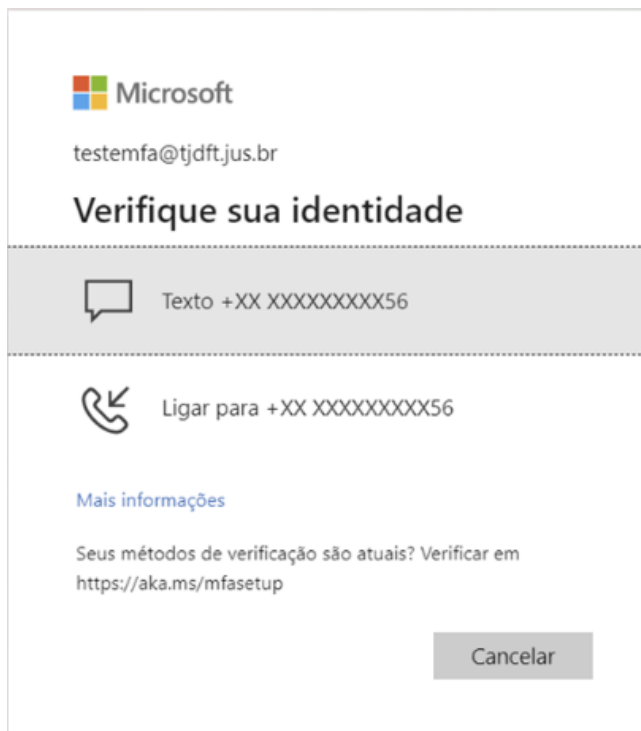 Microsoft
testemfa@tjdft.jus.br
Verifique sua identidade
Texto +XX XXXXXXXXX56
Ligar para +XX XXXXXXXXX56
Mais informações
Seus métodos de verificação são atuais? Verificar em
https://aka.ms/mfasetup
Cancelar